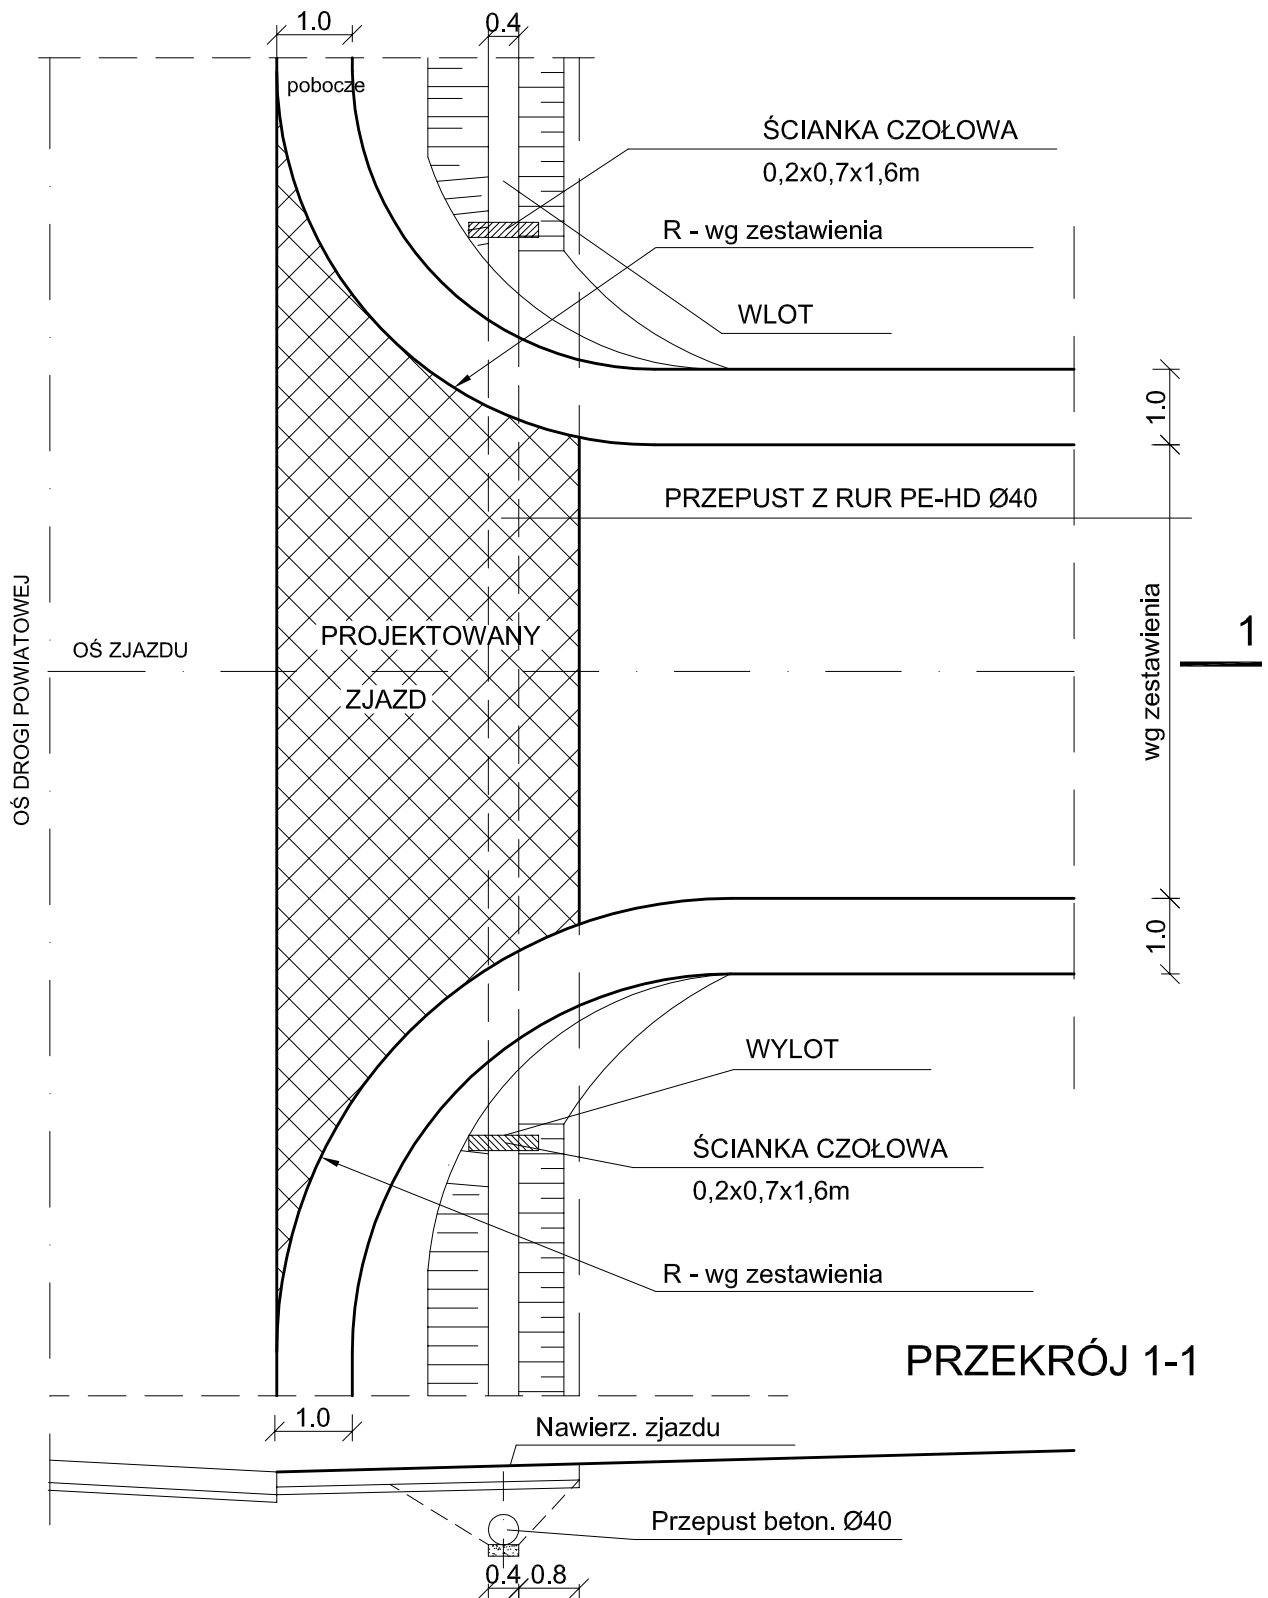 1.0
0.4
pobocze
ŚCIANKA CZOŁOWA
0,2x0,7x1,6m
R - wg zestawienia
WLOT
1.0
PRZEPUST Z RUR PE-HD Ø40
OŚ DROGI POWIATOWEJ
OŚ ZJAZDU
PROJEKTOWANY
ZJAZD
wg zestawienia
1
1.0
WYLOT
ŚCIANKA CZOŁOWA
0,2x0,7x1,6m
R - wg zestawienia
PRZEKRÓJ 1-1
1.0
Nawierz. zjazdu
Przepust beton. Ø40
0.4
0.8